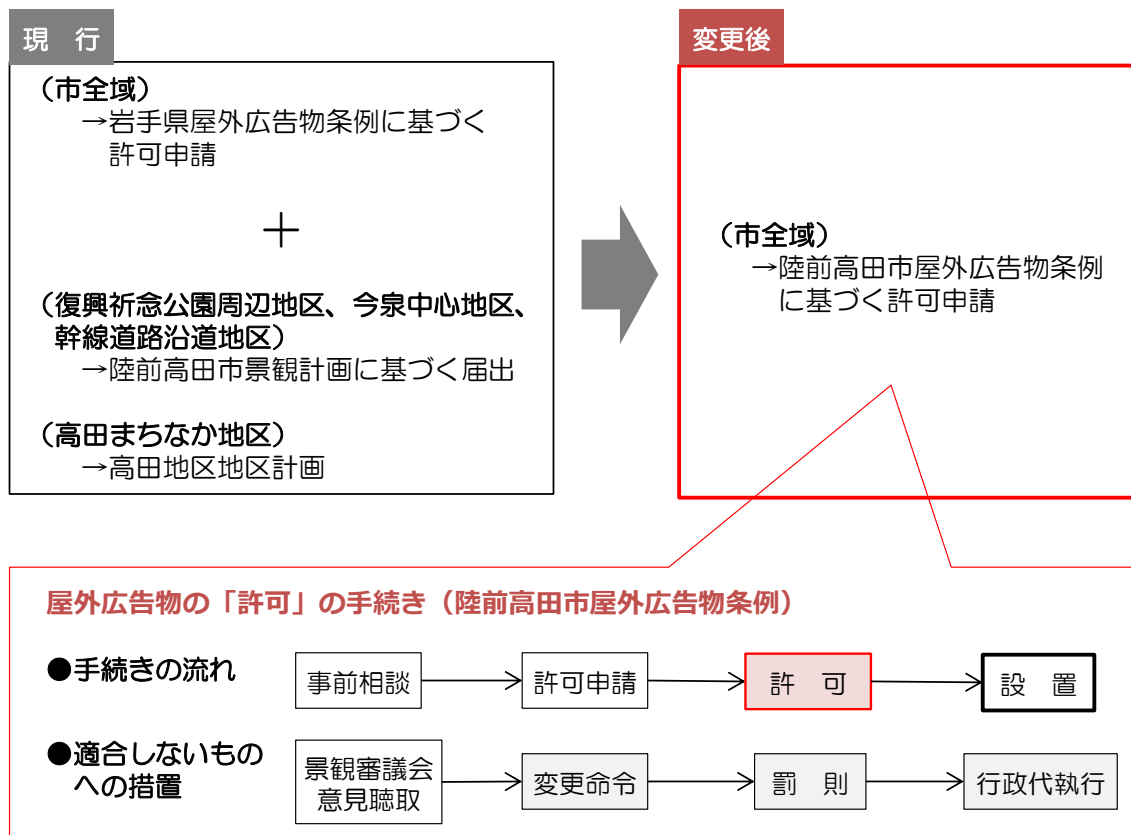 現　行
（市全域）
→岩手県屋外広告物条例に基づく
許可申請
＋
（復興祈念公園周辺地区、今泉中心地区、
幹線道路沿道地区）
→陸前高田市景観計画に基づく届出
（高田まちなか地区）
→高田地区地区計画
変更後
（市全域）
→陸前高田市屋外広告物条例
に基づく許可申請
屋外広告物の「許可」の手続き（陸前高田市屋外広告物条例）
●手続きの流れ
事前相談
許可申請
許　可
設　置
●適合しないもの
への措置
景観審議会
意見聴取
変更命令
罰　則
行政代執行